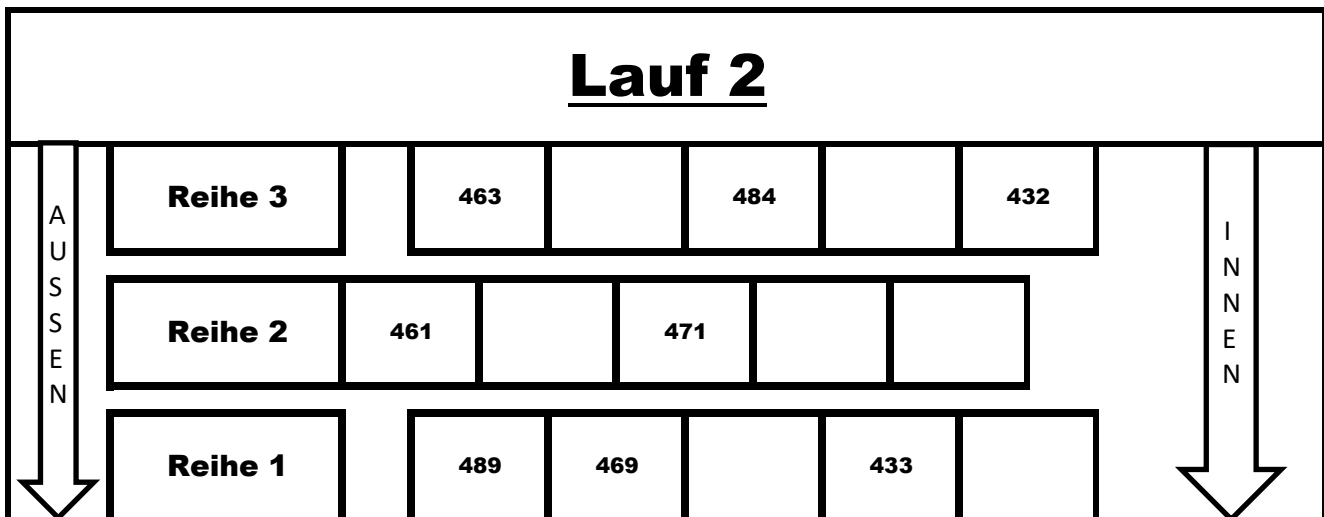 Lauf 2
AUSSEN
INNEN
Reihe 3 463 484 432
Reihe 2 461 471
Reihe 1 489 469 433